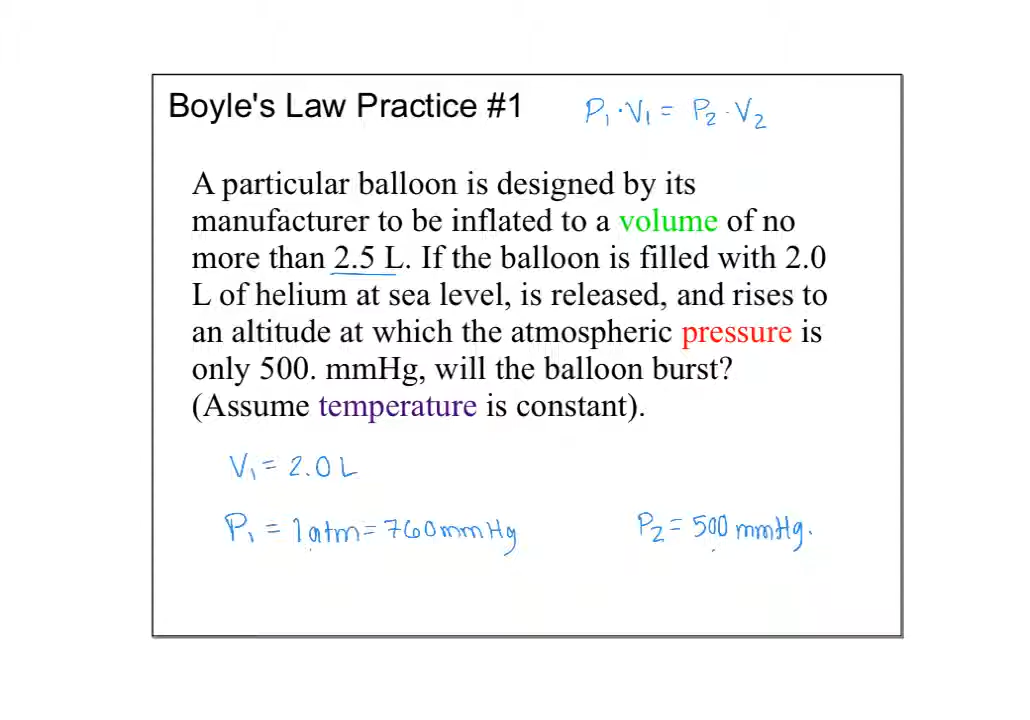 Boyle's Law Practice #1 P₁·V₁ = P₂·V₂
A particular balloon is designed by its
manufacturer to be inflated to a volume of no
more than 2.5 L. If the balloon is filled with 2.0
L of helium at sea level, is released, and rises to
an altitude at which the atmospheric pressure is
only 500. mmHg, will the balloon burst?
(Assume temperature is constant).
V₁ = 2.0 L
P₁ = 1 atm = 760 mmHg P₂ = 500 mmHg.